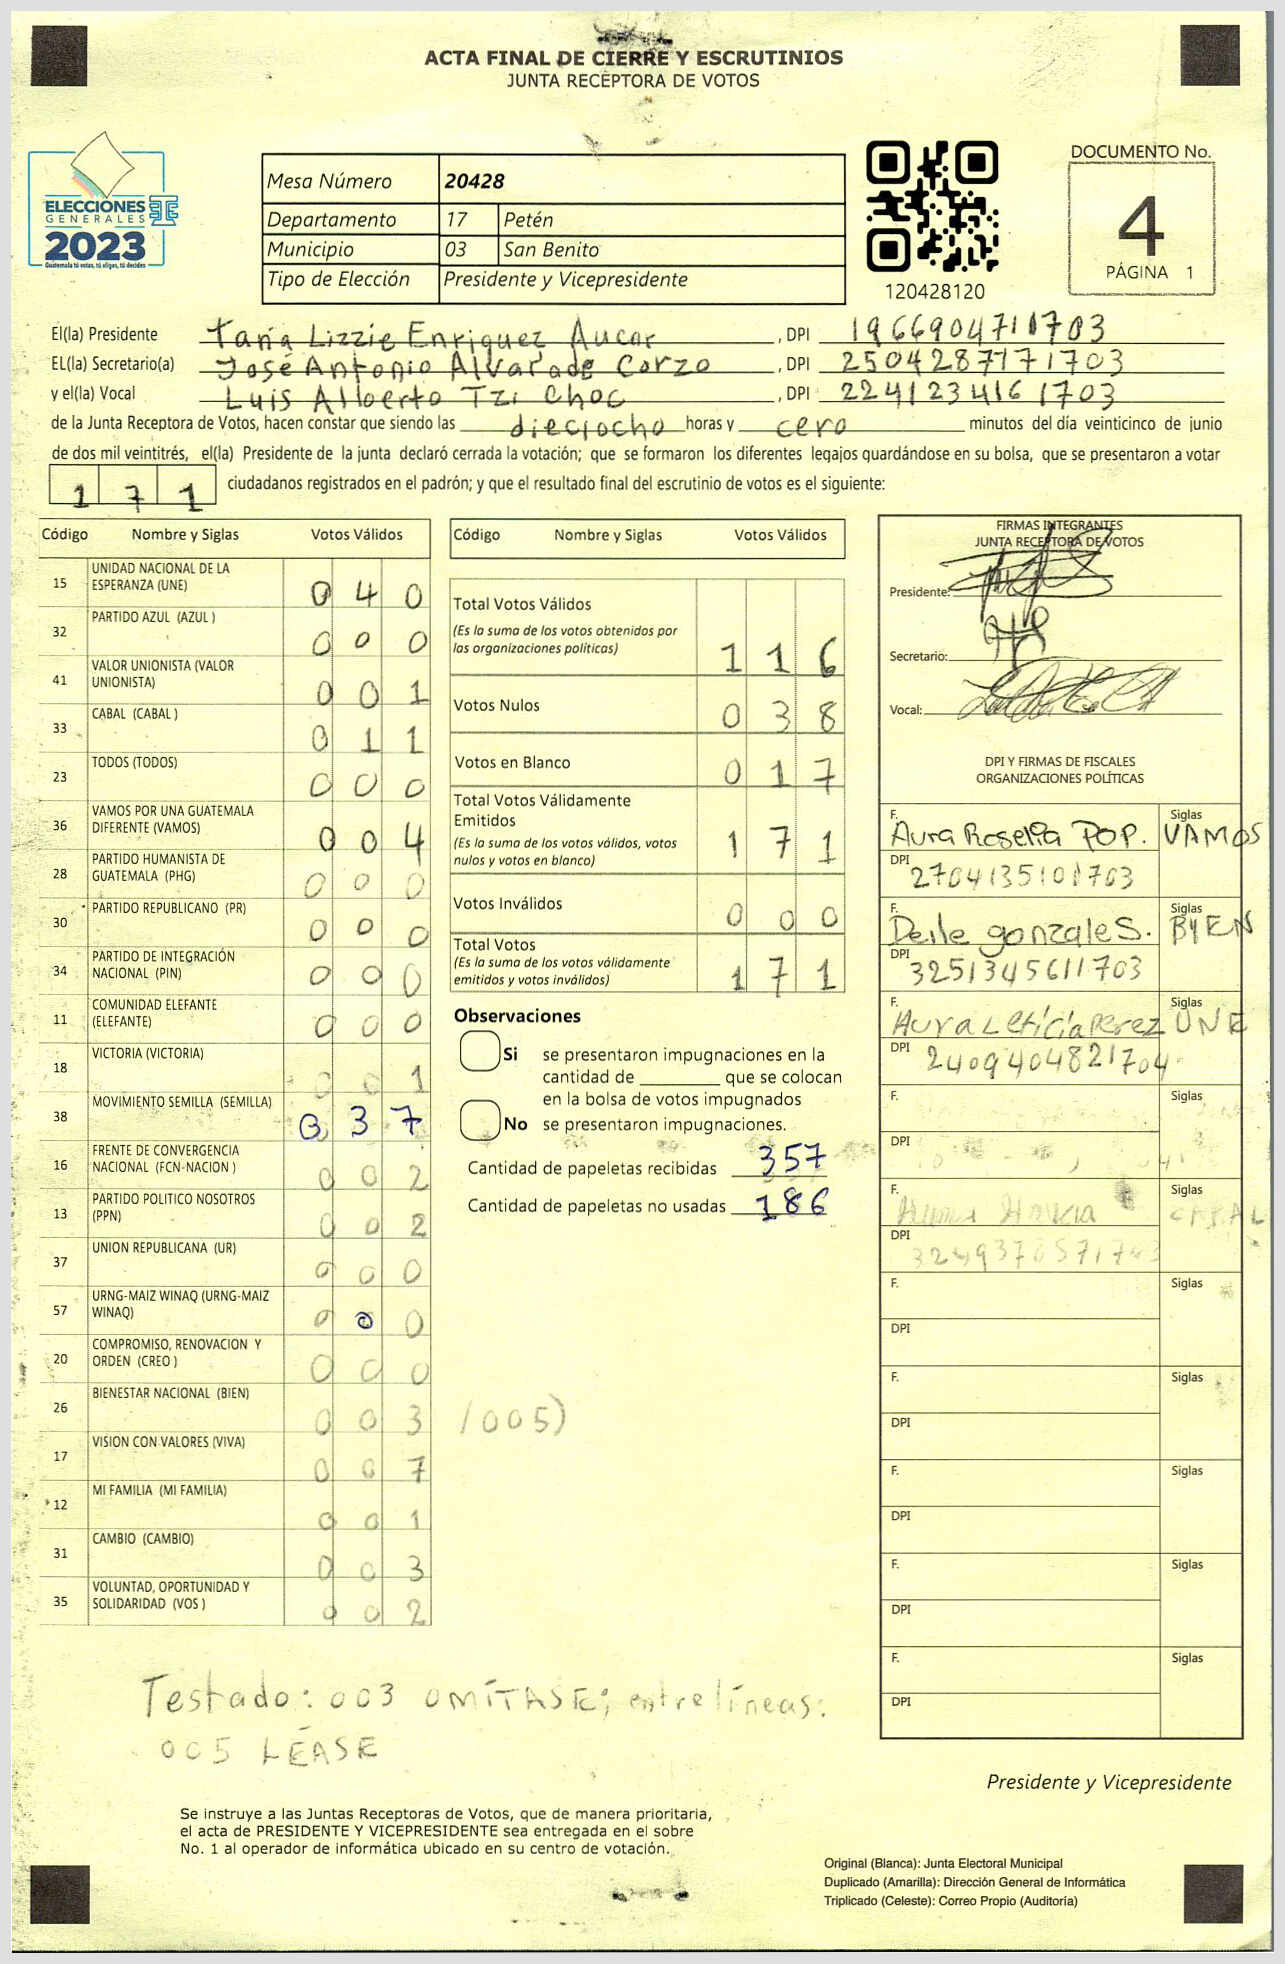 ACTA FINAL DE CIERRE Y ESCRUTINIOS
JUNTA RECEPTORA DE VOTOS
ELECCIONES
GENERALES
2023
Guatemala tú votas, tú eliges, tú decides
Mesa Número 20428
Departamento 17 Petén
Municipio 03 San Benito
Tipo de Elección Presidente y Vicepresidente
120428120
DOCUMENTO No.
4
PÁGINA 1
El(la) Presidente Tania Lizzie Enriquez Aucar, DPI 1966904711703
EL(la) Secretario(a) José Antonio Alvarado Corzo, DPI 2504287171703
y el(la) Vocal Luis Alberto Tzi Choc, DPI 2241234161703
de la Junta Receptora de Votos, hacen constar que siendo las dieciocho horas y cero minutos del día veinticinco de junio
de dos mil veintitrés, el(la) Presidente de la junta declaró cerrada la votación; que se formaron los diferentes legajos guardándose en su bolsa, que se presentaron a votar
1 7 1 ciudadanos registrados en el padrón; y que el resultado final del escrutinio de votos es el siguiente:
Código Nombre y Siglas Votos Válidos
15 UNIDAD NACIONAL DE LA ESPERANZA (UNE) 0 4 0
32 PARTIDO AZUL (AZUL ) 0 0 0
41 VALOR UNIONISTA (VALOR UNIONISTA) 0 0 1
33 CABAL (CABAL ) 0 1 1
23 TODOS (TODOS) 0 0 0
36 VAMOS POR UNA GUATEMALA DIFERENTE (VAMOS) 0 0 4
28 PARTIDO HUMANISTA DE GUATEMALA (PHG) 0 0 0
30 PARTIDO REPUBLICANO (PR) 0 0 0
34 PARTIDO DE INTEGRACIÓN NACIONAL (PIN) 0 0 0
11 COMUNIDAD ELEFANTE (ELEFANTE) 0 0 0
18 VICTORIA (VICTORIA) 0 0 1
38 MOVIMIENTO SEMILLA (SEMILLA) 0 3 7
16 FRENTE DE CONVERGENCIA NACIONAL (FCN-NACION ) 0 0 2
13 PARTIDO POLITICO NOSOTROS (PPN) 0 0 2
37 UNION REPUBLICANA (UR) 0 0 0
57 URNG-MAIZ WINAQ (URNG-MAIZ WINAQ) 0 0 0
20 COMPROMISO, RENOVACION Y ORDEN (CREO ) 0 0 0
26 BIENESTAR NACIONAL (BIEN) 0 0 3 /005)
17 VISION CON VALORES (VIVA) 0 0 7
12 MI FAMILIA (MI FAMILIA) 0 0 1
31 CAMBIO (CAMBIO) 0 0 3
35 VOLUNTAD, OPORTUNIDAD Y SOLIDARIDAD (VOS ) 0 0 2
Código Nombre y Siglas Votos Válidos
Total Votos Válidos
(Es la suma de los votos obtenidos por
las organizaciones políticas) 1 1 6
Votos Nulos 0 3 8
Votos en Blanco 0 1 7
Total Votos Válidamente
Emitidos
(Es la suma de los votos válidos, votos
nulos y votos en blanco) 1 7 1
Votos Inválidos 0 0 0
Total Votos
(Es la suma de los votos válidamente
emitidos y votos inválidos) 1 7 1
Observaciones
Si se presentaron impugnaciones en la
cantidad de ________ que se colocan
en la bolsa de votos impugnados
No se presentaron impugnaciones.
Cantidad de papeletas recibidas 357
Cantidad de papeletas no usadas 186
FIRMAS INTEGRANTES
JUNTA RECEPTORA DE VOTOS
Presidente:
Secretario:
Vocal:
DPI Y FIRMAS DE FISCALES
ORGANIZACIONES POLÍTICAS
F. Aura Roselia POP. Siglas VAMOS
DPI 2704135101703
F. Deile gonzales. Siglas BIEN
DPI 3251345611703
F. Aura Leticia Perez Siglas UNE
DPI 2409404821704
F. Siglas
DPI
F. Siglas CABAL
DPI
F. Siglas
DPI
F. Siglas
DPI
F. Siglas
DPI
F. Siglas
DPI
F. Siglas
DPI
Testado: 003 OMÍTASE; entre líneas:
005 LÉASE
Presidente y Vicepresidente
Se instruye a las Juntas Receptoras de Votos, que de manera prioritaria,
el acta de PRESIDENTE Y VICEPRESIDENTE sea entregada en el sobre
No. 1 al operador de informática ubicado en su centro de votación.
Original (Blanca): Junta Electoral Municipal
Duplicado (Amarilla): Dirección General de Informática
Triplicado (Celeste): Correo Propio (Auditoría)